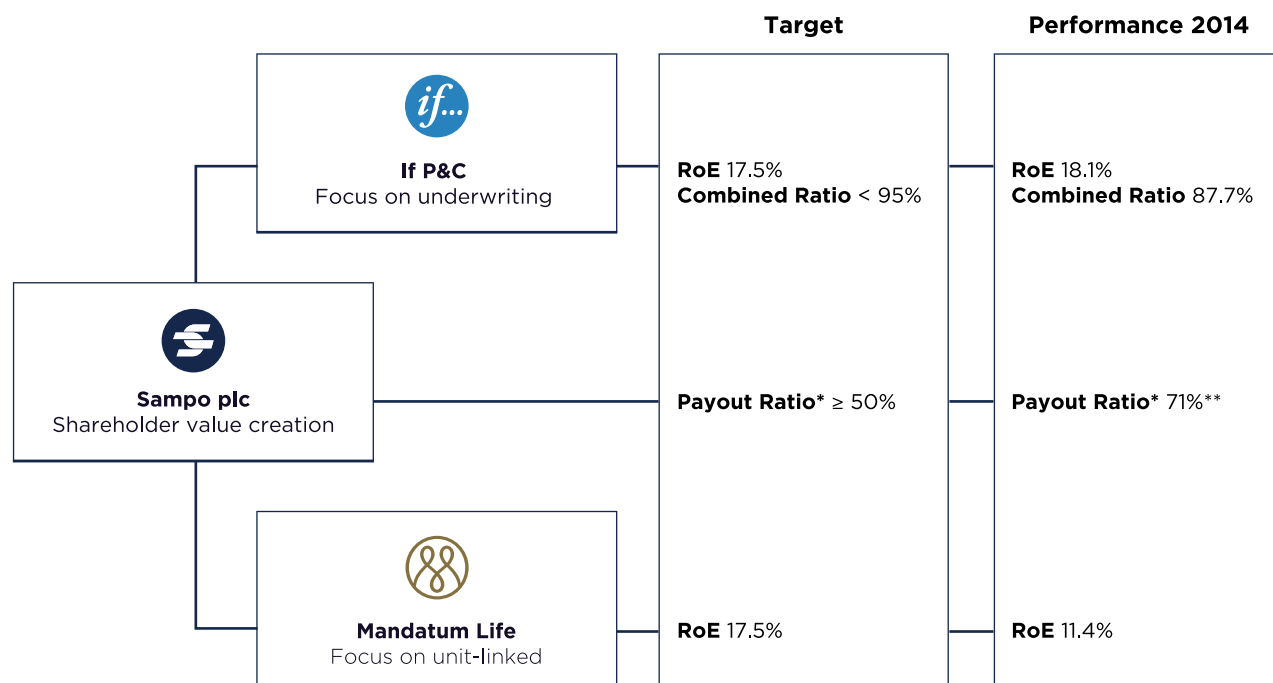 Target
Performance 2014
if...
If P&C
Focus on underwriting
RoE 17.5%
Combined Ratio < 95%
RoE 18.1%
Combined Ratio 87.7%
Sampo plc
Shareholder value creation
Payout Ratio* ≥ 50%
Payout Ratio* 71%**
Mandatum Life
Focus on unit-linked
RoE 17.5%
RoE 11.4%